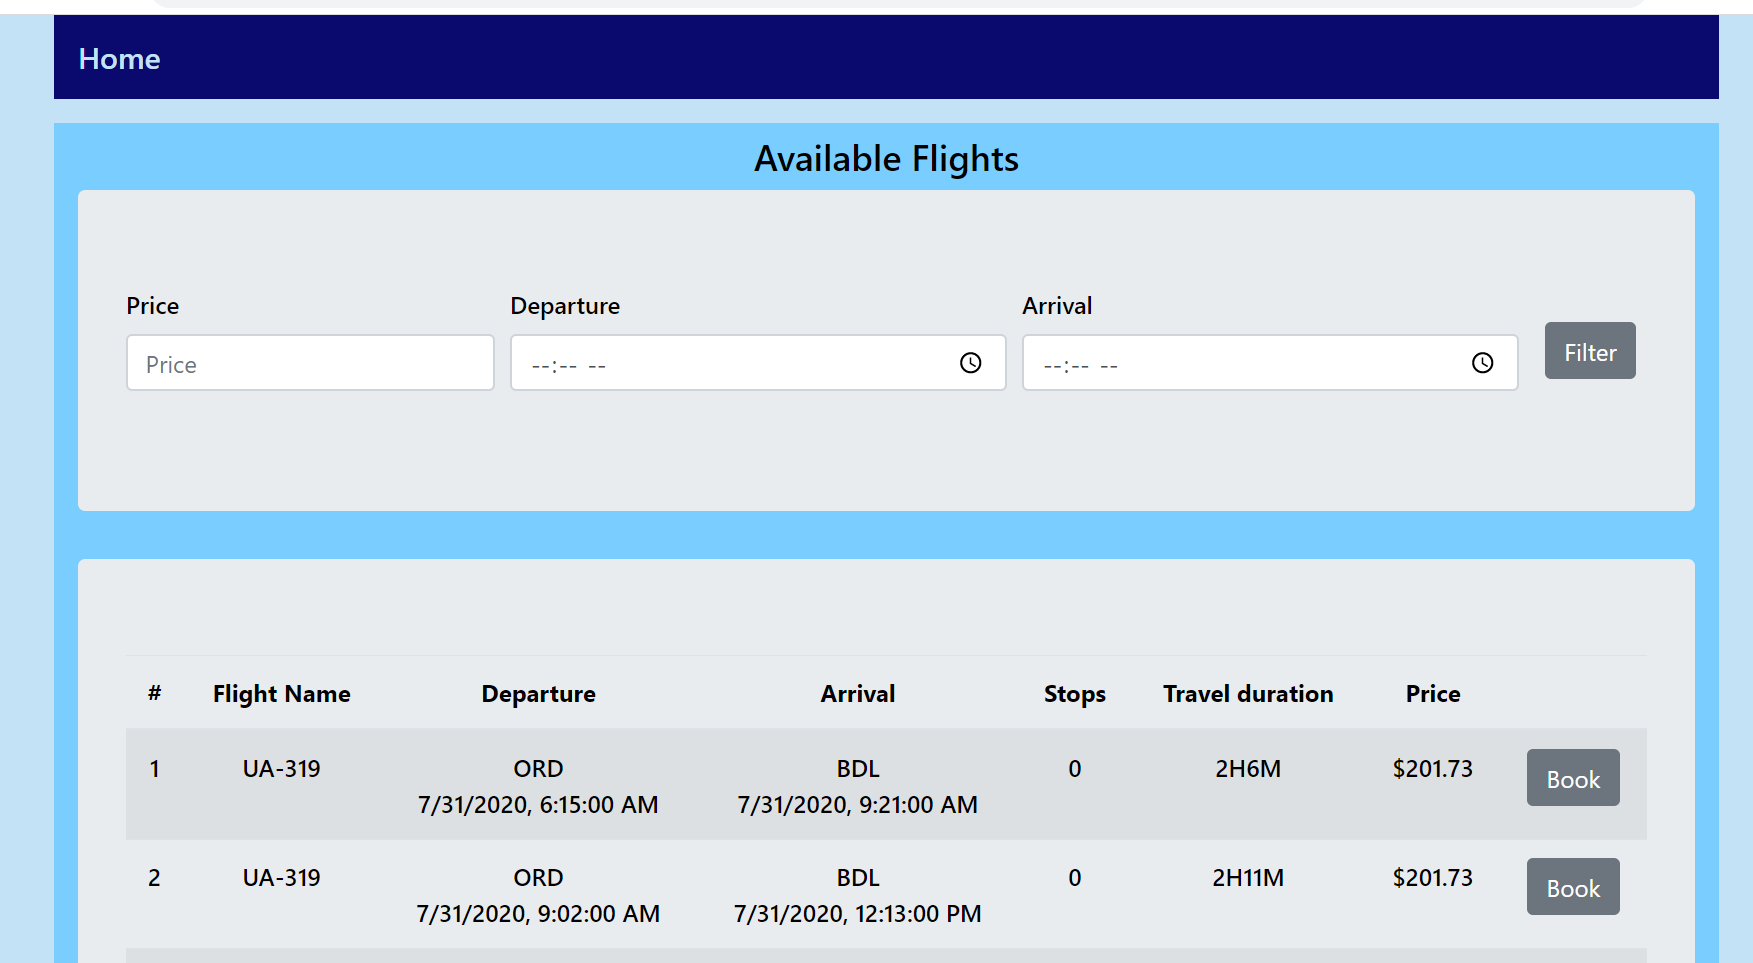 Home
Available Flights
Price Departure Arrival
Price --:-- -- --:-- -- Filter
# Flight Name Departure Arrival Stops Travel duration Price
1 UA-319 ORD BDL 0 2H6M $201.73 Book
7/31/2020, 6:15:00 AM 7/31/2020, 9:21:00 AM
2 UA-319 ORD BDL 0 2H11M $201.73 Book
7/31/2020, 9:02:00 AM 7/31/2020, 12:13:00 PM